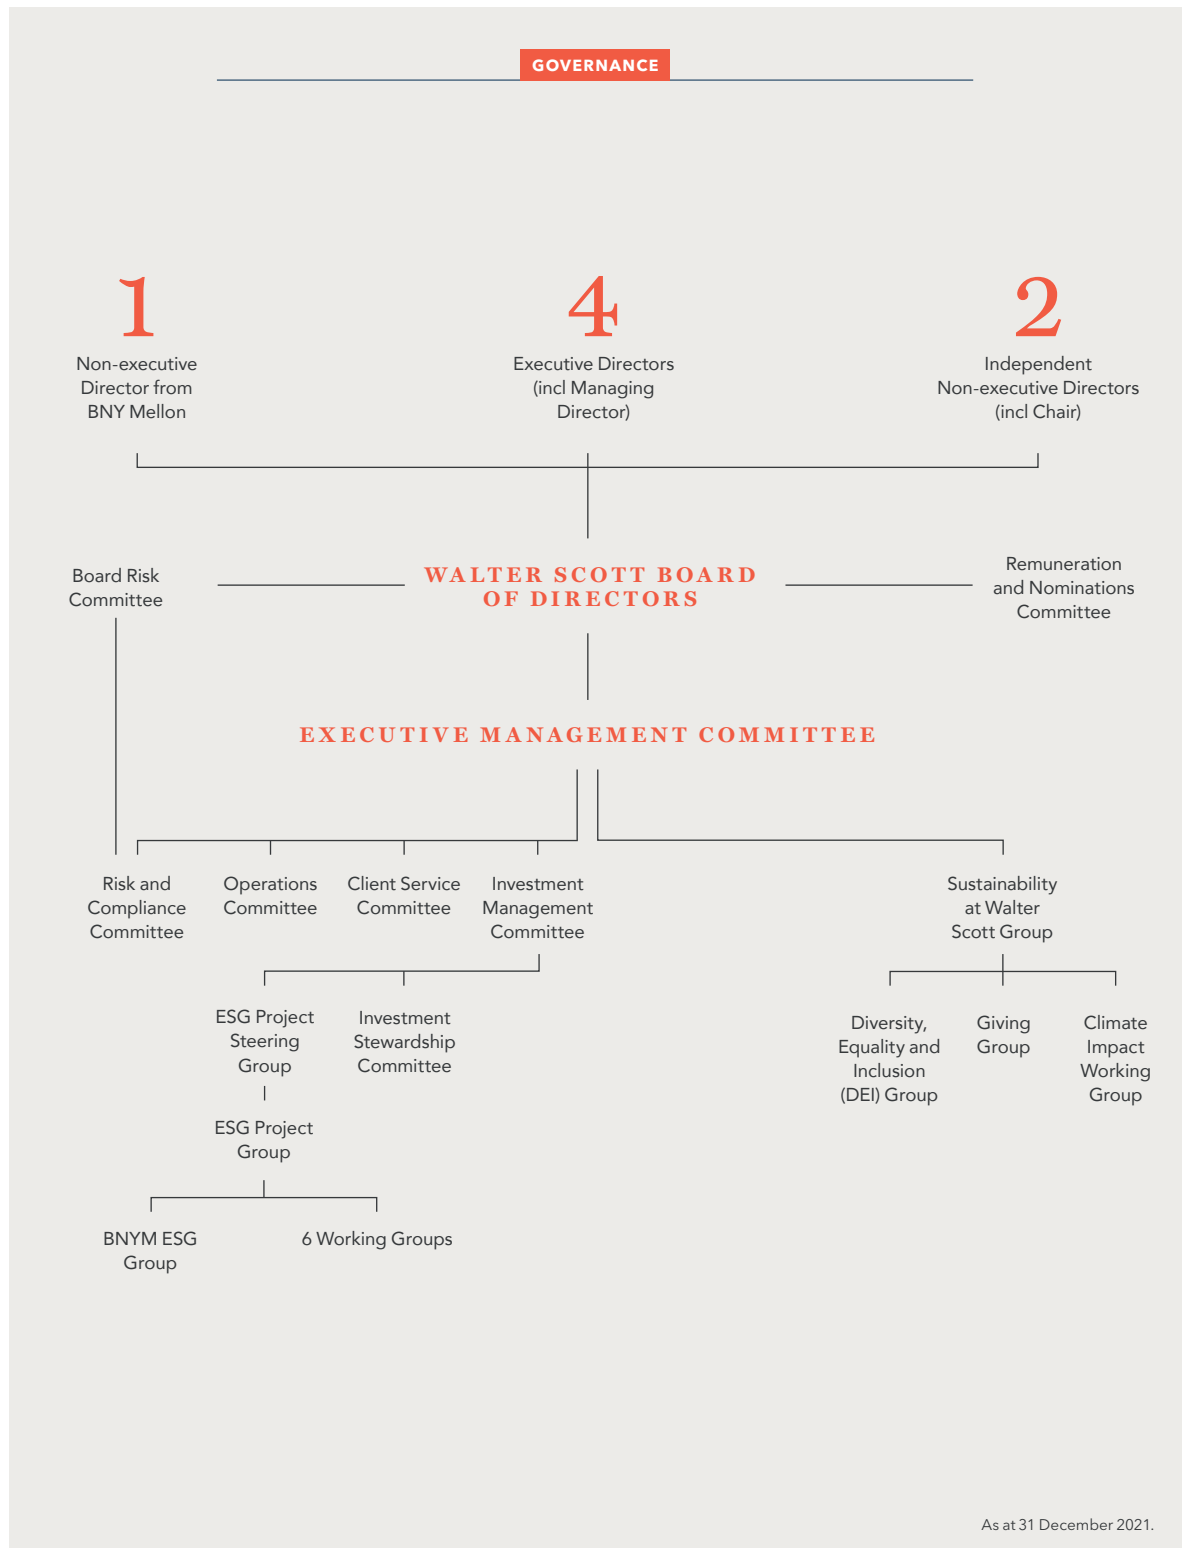 GOVERNANCE
1
Non-executive
Director from
BNY Mellon
4
Executive Directors
(incl Managing
Director)
2
Independent
Non-executive Directors
(incl Chair)
Board Risk
Committee
WALTER SCOTT BOARD
OF DIRECTORS
Remuneration
and Nominations
Committee
EXECUTIVE MANAGEMENT COMMITTEE
Risk and
Compliance
Committee
Operations
Committee
Client Service
Committee
Investment
Management
Committee
Sustainability
at Walter
Scott Group
ESG Project
Steering
Group
Investment
Stewardship
Committee
Diversity,
Equality and
Inclusion
(DEI) Group
Giving
Group
Climate
Impact
Working
Group
ESG Project
Group
BNYM ESG
Group
6 Working Groups
As at 31 December 2021.